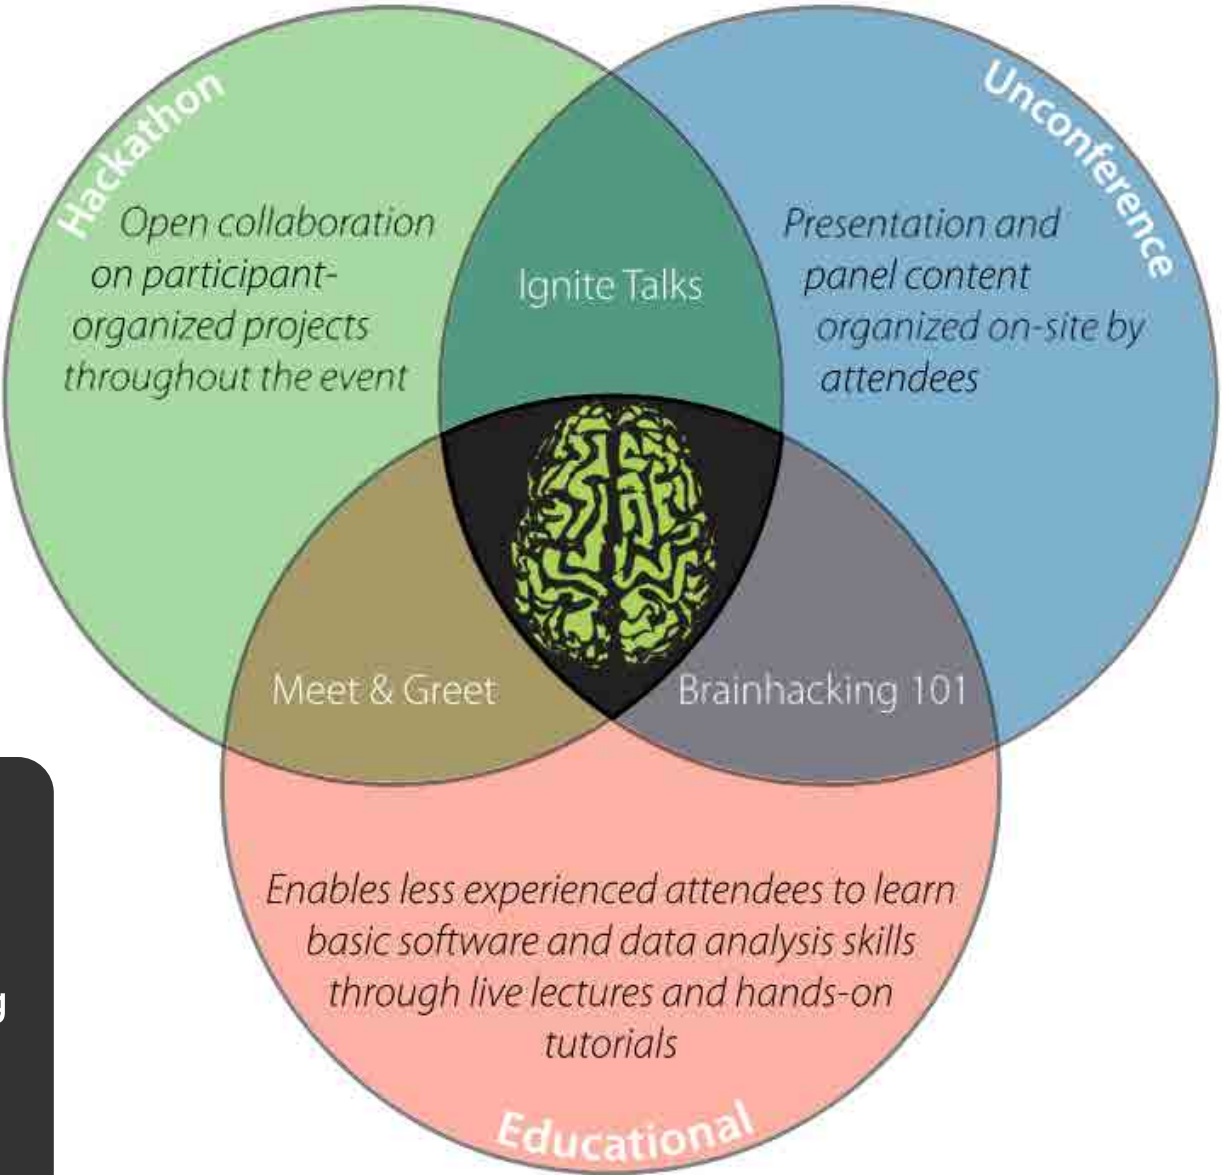 Hackathon
Unconference
Open collaboration
on participant-
organized projects
throughout the event
Ignite Talks
Presentation and
panel content
organized on-site by
attendees
Meet & Greet
Brainhacking 101
Enables less experienced attendees to learn
basic software and data analysis skills
through live lectures and hands-on
tutorials
Educational